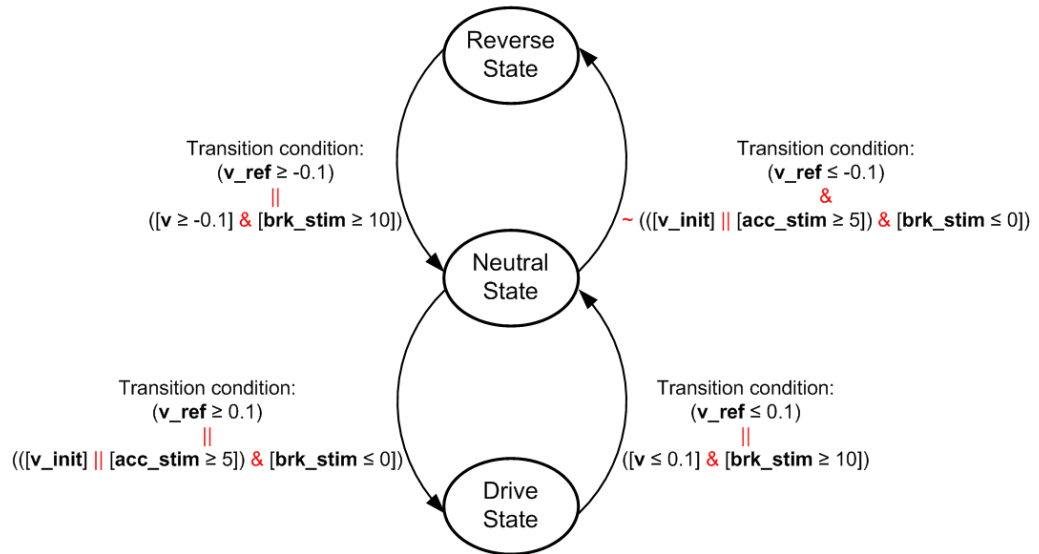 Reverse
State
Transition condition:
(v_ref ≥ -0.1)
||
([v ≥ -0.1] & [brk_stim ≥ 10])
Transition condition:
(v_ref ≤ -0.1)
&
~ (([v_init] || [acc_stim ≥ 5]) & [brk_stim ≤ 0])
Neutral
State
Transition condition:
(v_ref ≥ 0.1)
||
(([v_init] || [acc_stim ≥ 5]) & [brk_stim ≤ 0])
Transition condition:
(v_ref ≤ 0.1)
||
([v ≤ 0.1] & [brk_stim ≥ 10])
Drive
State